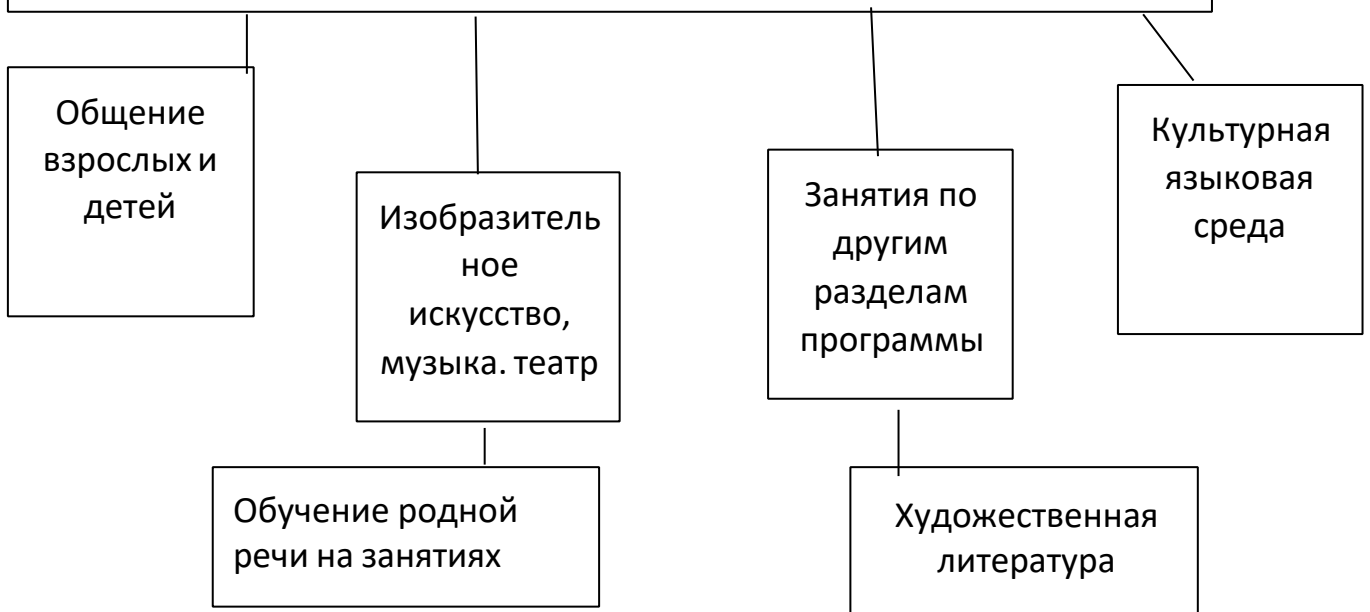 Общение
взрослых и
детей
Изобразитель
ное
искусство,
музыка. театр
Занятия по
другим
разделам
программы
Культурная
языковая
среда
Обучение родной
речи на занятиях
Художественная
литература